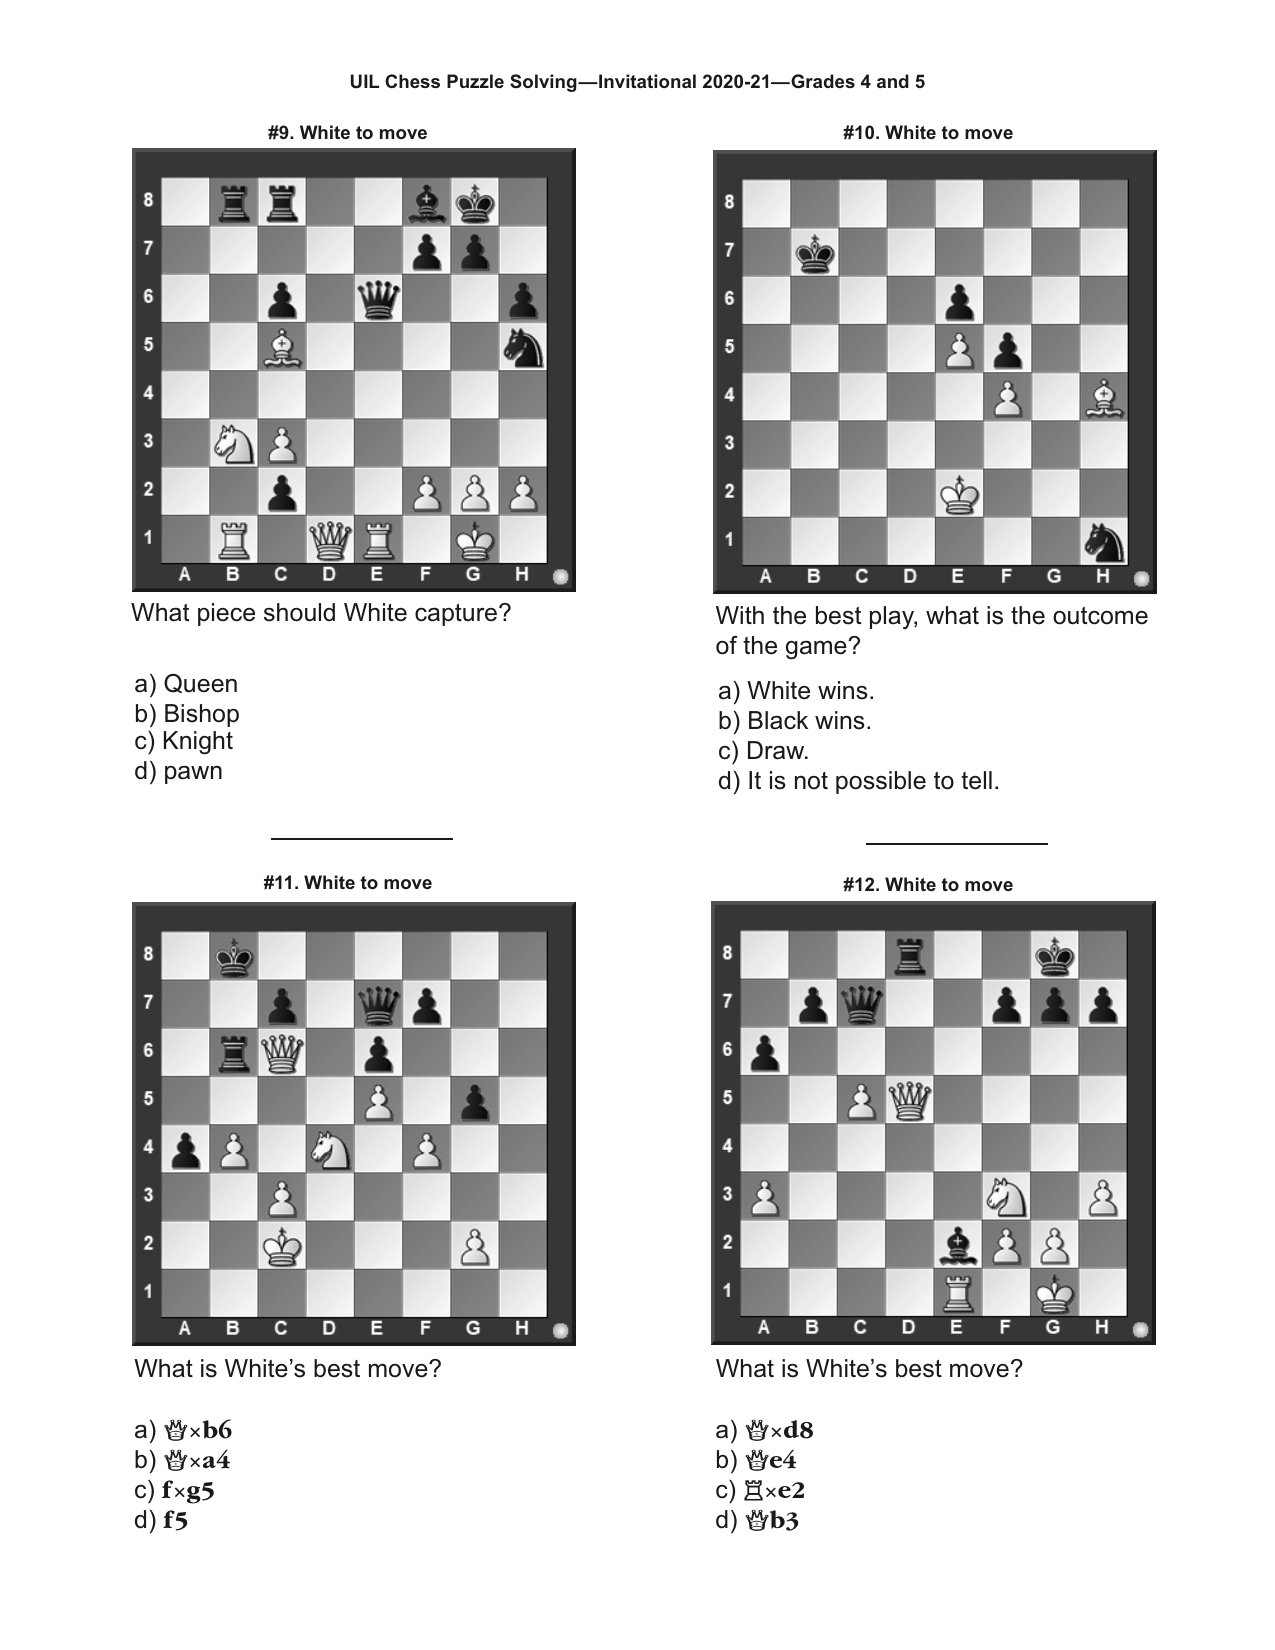 UIL Chess Puzzle Solving—Invitational 2020-21—Grades 4 and 5
#9. White to move
8
7
6
5
4
3
2
1
A B C D E F G H
What piece should White capture?
a) Queen
b) Bishop
c) Knight
d) pawn
#10. White to move
8
7
6
5
4
3
2
1
A B C D E F G H
With the best play, what is the outcome
of the game?
a) White wins.
b) Black wins.
c) Draw.
d) It is not possible to tell.
#11. White to move
8
7
6
5
4
3
2
1
A B C D E F G H
What is White’s best move?
a) ♕×b6
b) ♕×a4
c) f×g5
d) f5
#12. White to move
8
7
6
5
4
3
2
1
A B C D E F G H
What is White’s best move?
a) ♕×d8
b) ♕e4
c) ♖×e2
d) ♕b3